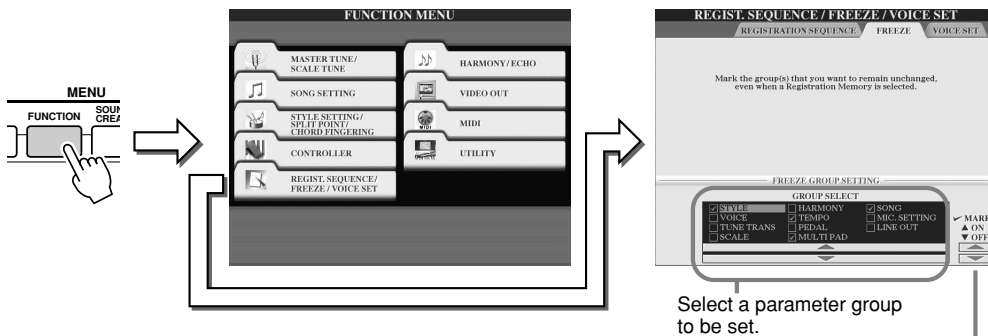 MENU
FUNCTION
FUNCTION MENU
MASTER TUNE/
SCALE TUNE
SONG SETTING
STYLE SETTING/
SPLIT POINT/
CHORD FINGERING
CONTROLLER
REGIST. SEQUENCE/
FREEZE / VOICE SET
HARMONY/ ECHO
VIDEO OUT
MIDI
MIDI
UTILITY
REGIST. SEQUENCE / FREEZE / VOICE SET
REGISTRATION SEQUENCE FREEZE VOICE SET
Mark the group(s) that you want to remain unchanged,
even when a Registration Memory is selected.
FREEZE GROUP SETTING
GROUP SELECT
STYLE HARMONY SONG
VOICE TEMPO MIC. SETTING
TUNE TRANS PEDAL LINE OUT
SCALE MULTI PAD
MARK
▲ ON
▼ OFF
Select a parameter group
to be set.